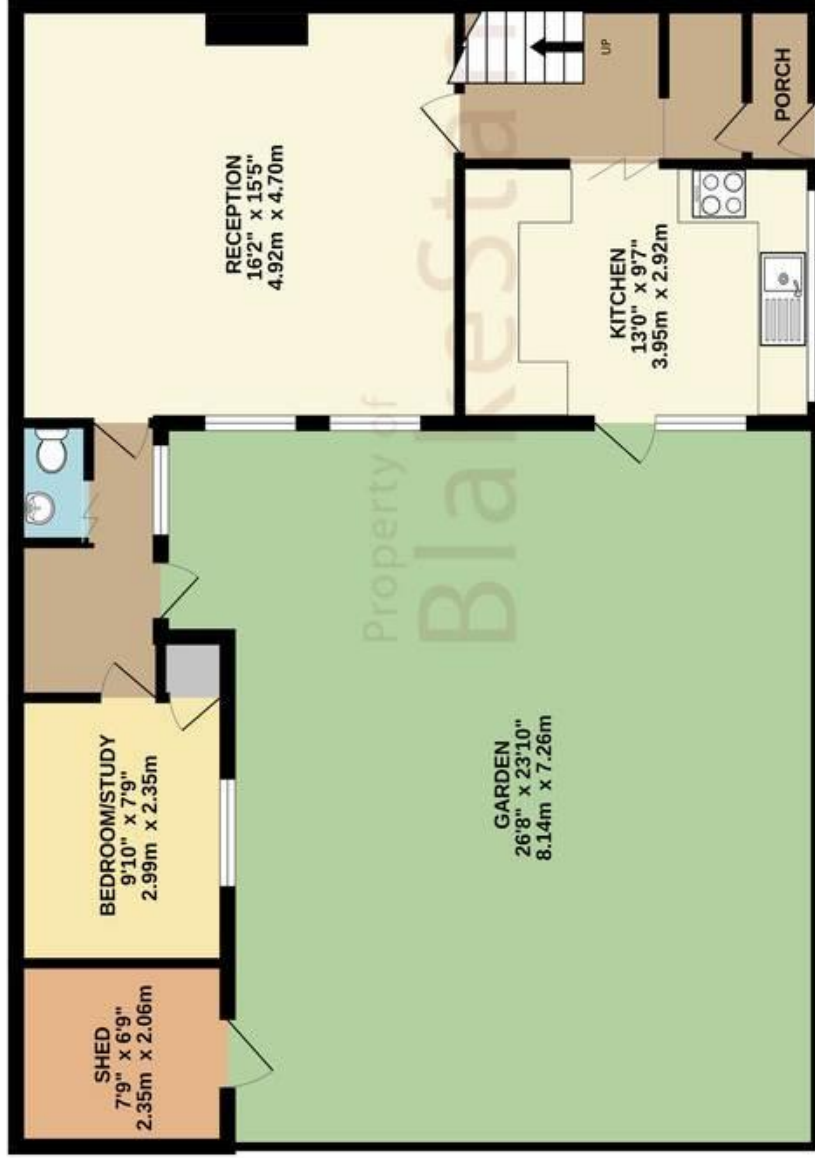 RECEPTION
16'2" x 15'5"
4.92m x 4.70m
UP
PORCH
KITCHEN
13'0" x 9'7"
3.95m x 2.92m
BEDROOM/STUDY
9'10" x 7'9"
2.99m x 2.35m
GARDEN
26'8" x 23'10"
8.14m x 7.26m
SHED
7'9" x 6'9"
2.35m x 2.06m
Property of